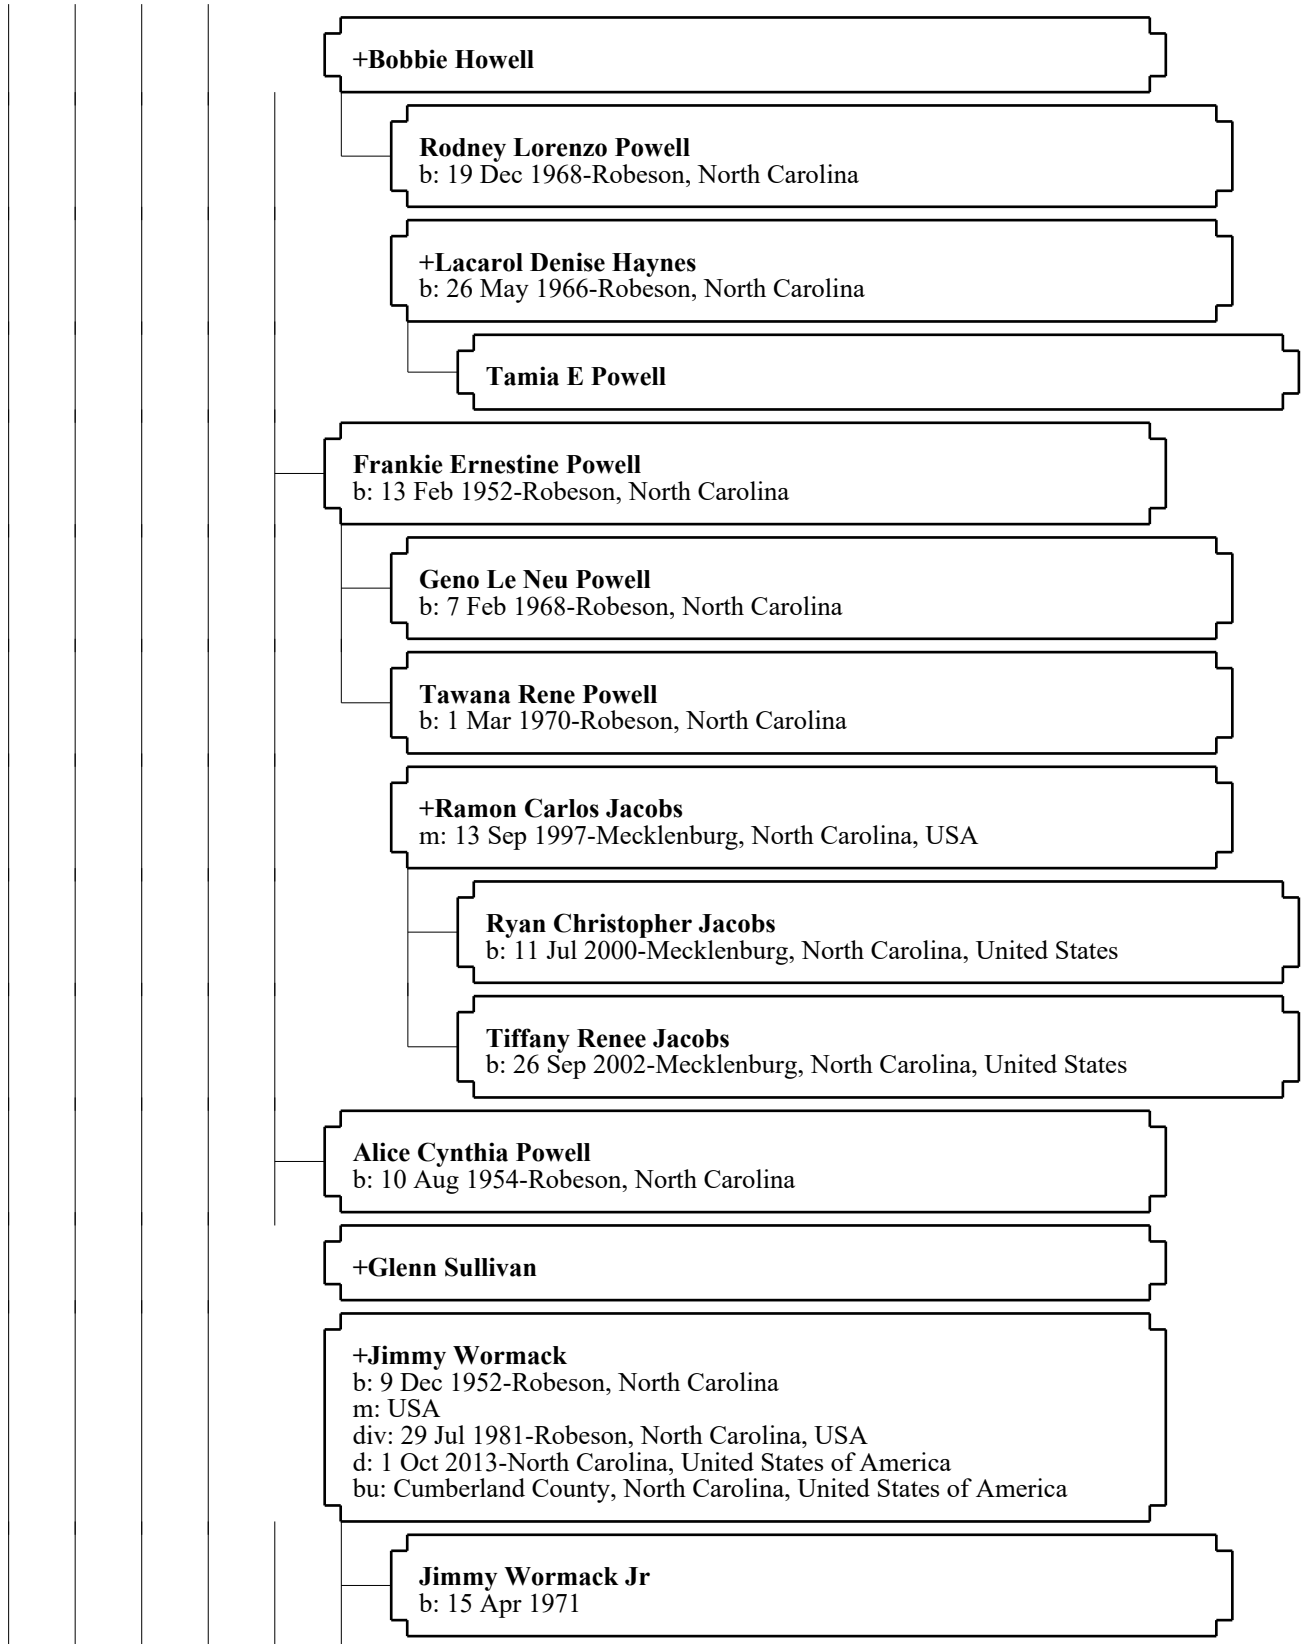 +Bobbie Howell
Rodney Lorenzo Powell
b: 19 Dec 1968-Robeson, North Carolina
+Lacarol Denise Haynes
b: 26 May 1966-Robeson, North Carolina
Tamia E Powell
Frankie Ernestine Powell
b: 13 Feb 1952-Robeson, North Carolina
Geno Le Neu Powell
b: 7 Feb 1968-Robeson, North Carolina
Tawana Rene Powell
b: 1 Mar 1970-Robeson, North Carolina
+Ramon Carlos Jacobs
m: 13 Sep 1997-Mecklenburg, North Carolina, USA
Ryan Christopher Jacobs
b: 11 Jul 2000-Mecklenburg, North Carolina, United States
Tiffany Renee Jacobs
b: 26 Sep 2002-Mecklenburg, North Carolina, United States
Alice Cynthia Powell
b: 10 Aug 1954-Robeson, North Carolina
+Glenn Sullivan
+Jimmy Wormack
b: 9 Dec 1952-Robeson, North Carolina
m: USA
div: 29 Jul 1981-Robeson, North Carolina, USA
d: 1 Oct 2013-North Carolina, United States of America
bu: Cumberland County, North Carolina, United States of America
Jimmy Wormack Jr
b: 15 Apr 1971